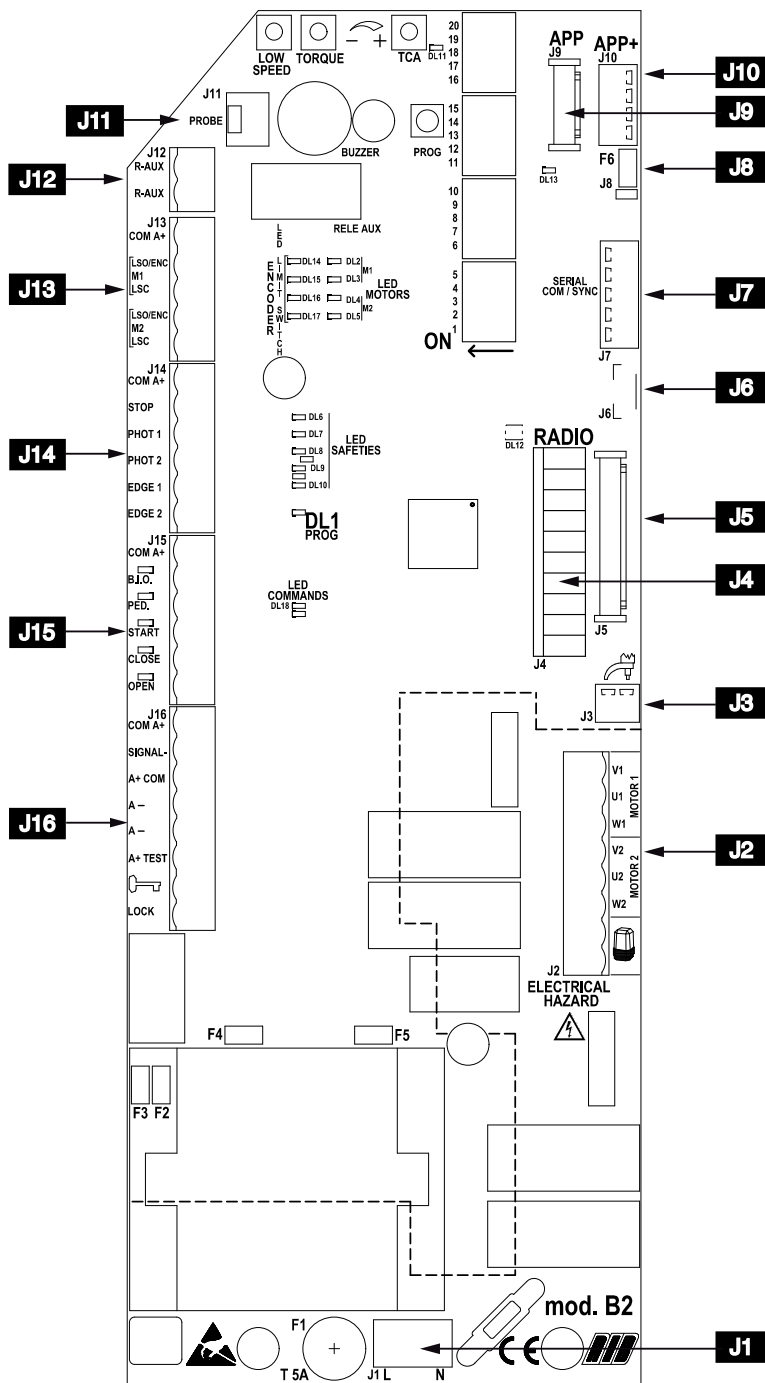 LOW SPEED
TORQUE
− +
TCA
DL11
20
19
18
17
16
APP
J9
APP+
J10
J10
J9
J11
J11
PROBE
BUZZER
PROG
15
14
13
12
11
DL13
F6
J8
J8
J12
J12
R-AUX
R-AUX
RELE AUX
10
9
8
7
6
J13
J13
COM A+
LSO/ENC
M1
LSC
LSO/ENC
M2
LSC
LED
LIMIT SWITCH
ENCODER
DL14
DL15
DL16
DL17
DL2
DL3
DL4
DL5
M1
M2
LED
MOTORS
5
4
3
2
1
ON
SERIAL
COM / SYNC
J7
J7
J6
J6
J14
J14
COM A+
STOP
PHOT 1
PHOT 2
EDGE 1
EDGE 2
DL6
DL7
DL8
DL9
DL10
LED
SAFETIES
DL1
PROG
DL12
RADIO
J5
J4
J5
J4
J15
J15
COM A+
B.I.O.
PED.
START
CLOSE
OPEN
LED
COMMANDS
DL18
J3
J3
J16
J16
COM A+
SIGNAL-
A+ COM
A −
A −
A+ TEST
LOCK
V1
U1
W1
MOTOR 1
V2
U2
W2
MOTOR 2
J2
J2
ELECTRICAL
HAZARD
F4
F5
F3
F2
mod. B2
F1
T 5A
J1
L
N
CE
J1